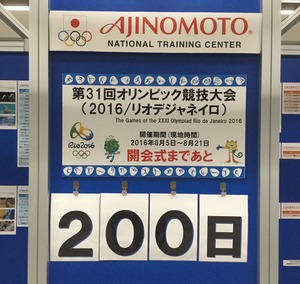 AJINOMOTO®
NATIONAL TRAINING CENTER
第31回オリンピック競技大会
(2016/リオデジャネイロ)
The Games of the XXXI Olympiad Rio de Janeiro 2016
Rio2016
開催期間(現地時間)
2016年8月5日～8月21日
開会式まであと
200日